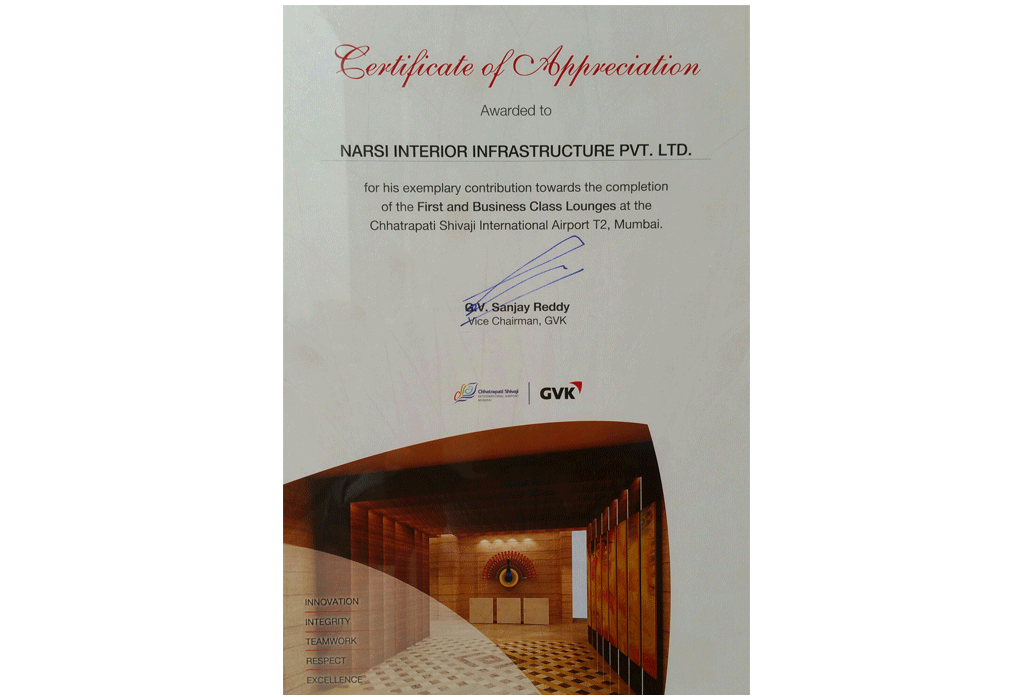 Certificate of Appreciation
Awarded to
NARSI INTERIOR INFRASTRUCTURE PVT. LTD.
for his exemplary contribution towards the completion
of the First and Business Class Lounges at the
Chhatrapati Shivaji International Airport T2, Mumbai.
G.V. Sanjay Reddy
Vice Chairman, GVK
Chhatrapati Shivaji
INTERNATIONAL AIRPORT
MUMBAI
GVK
INNOVATION
INTEGRITY
TEAMWORK
RESPECT
EXCELLENCE